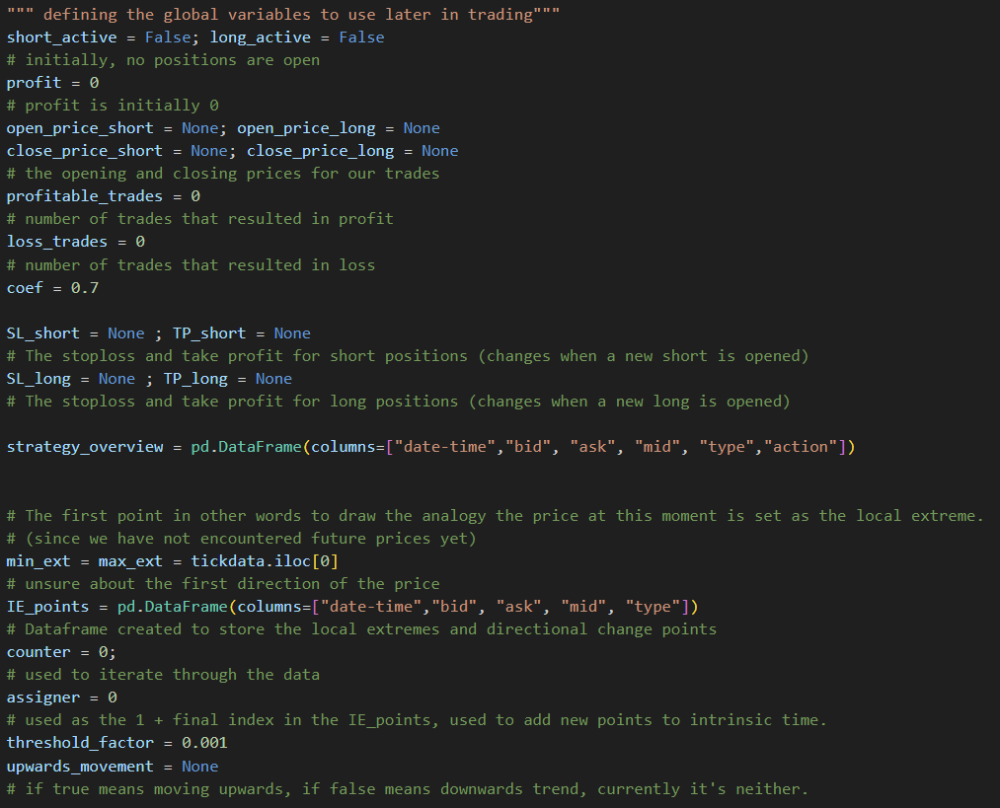 """ defining the global variables to use later in trading"""
short_active = False; long_active = False
# initially, no positions are open
profit = 0
# profit is initially 0
open_price_short = None; open_price_long = None
close_price_short = None; close_price_long = None
# the opening and closing prices for our trades
profitable_trades = 0
# number of trades that resulted in profit
loss_trades = 0
# number of trades that resulted in loss
coef = 0.7
SL_short = None ; TP_short = None
# The stoploss and take profit for short positions (changes when a new short is opened)
SL_long = None ; TP_long = None
# The stoploss and take profit for long positions (changes when a new long is opened)
strategy_overview = pd.DataFrame(columns=["date-time","bid", "ask", "mid", "type","action"])
# The first point in other words to draw the analogy the price at this moment is set as the local extreme.
# (since we have not encountered future prices yet)
min_ext = max_ext = tickdata.iloc[0]
# unsure about the first direction of the price
IE_points = pd.DataFrame(columns=["date-time","bid", "ask", "mid", "type"])
# Dataframe created to store the local extremes and directional change points
counter = 0;
# used to iterate through the data
assigner = 0
# used as the 1 + final index in the IE_points, used to add new points to intrinsic time.
threshold_factor = 0.001
upwards_movement = None
# if true means moving upwards, if false means downwards trend, currently it's neither.